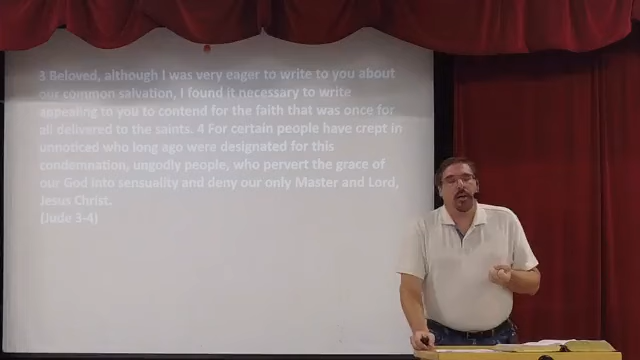 3 Beloved, although I was very eager to write to you about
our common salvation, I found it necessary to write
appealing to you to contend for the faith that was once for
all delivered to the saints. 4 For certain people have crept in
unnoticed who long ago were designated for this
condemnation, ungodly people, who pervert the grace of
our God into sensuality and deny our only Master and Lord,
Jesus Christ.
(Jude 3-4)